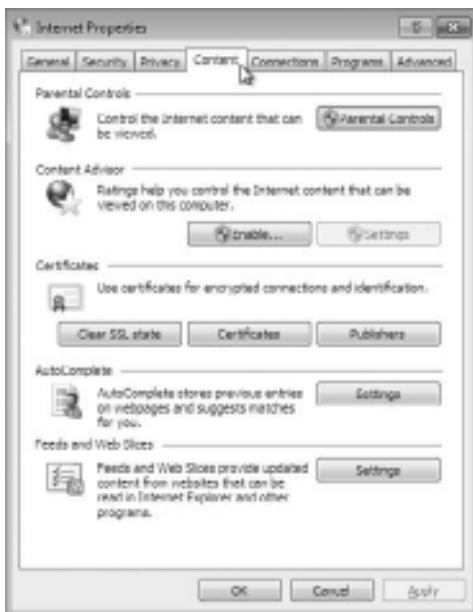 Internet Properties
General Security Privacy Content Connections Programs Advanced
Parental Controls
Control the Internet content that can
be viewed.
Parental Controls
Content Advisor
Ratings help you control the Internet content that can be
viewed on this computer.
Enable...
Settings
Certificates
Use certificates for encrypted connections and identification.
Clear SSL state
Certificates
Publishers
AutoComplete
AutoComplete stores previous entries
on webpages and suggests matches
for you.
Settings
Feeds and Web Slices
Feeds and Web Slices provide updated
content from websites that can be
read in Internet Explorer and other
programs.
Settings
OK
Cancel
Apply